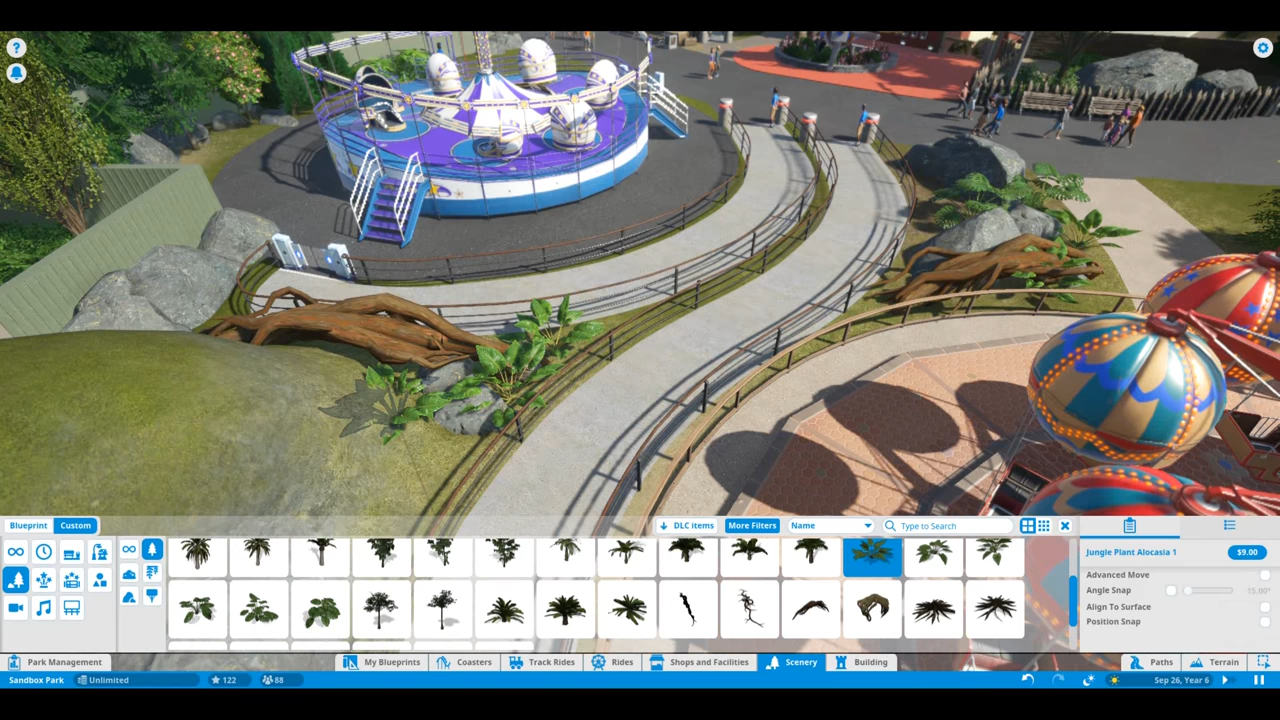 ?
Blueprint Custom DLC items More Filters Name Type to Search
Jungle Plant Alocasia 1 $9.00
Advanced Move
Angle Snap 15.00°
Align To Surface
Position Snap
Park Management My Blueprints Coasters Track Rides Rides Shops and Facilities Scenery Building Paths Terrain
Sandbox Park Unlimited 122 88 Sep 26, Year 6